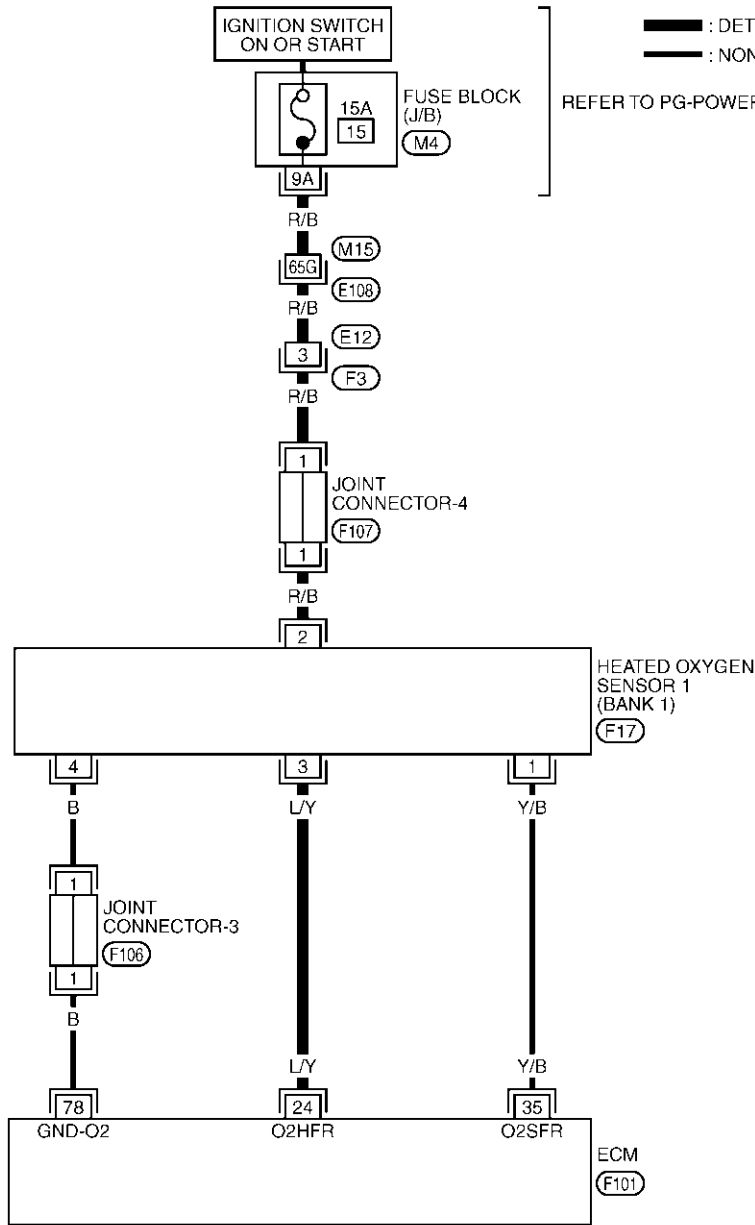 IGNITION SWITCH
ON OR START
: DET
: NON
15A
15
FUSE BLOCK
(J/B)
M4
REFER TO PG-POWER
9A
R/B
M15
65G
E108
R/B
E12
3
F3
R/B
1
JOINT
CONNECTOR-4
F107
1
R/B
2
HEATED OXYGEN
SENSOR 1
(BANK 1)
F17
4 3 1
B L/Y Y/B
1
JOINT
CONNECTOR-3
F106
1
B
L/Y Y/B
78 24 35
GND-O2 O2HFR O2SFR
ECM
F101